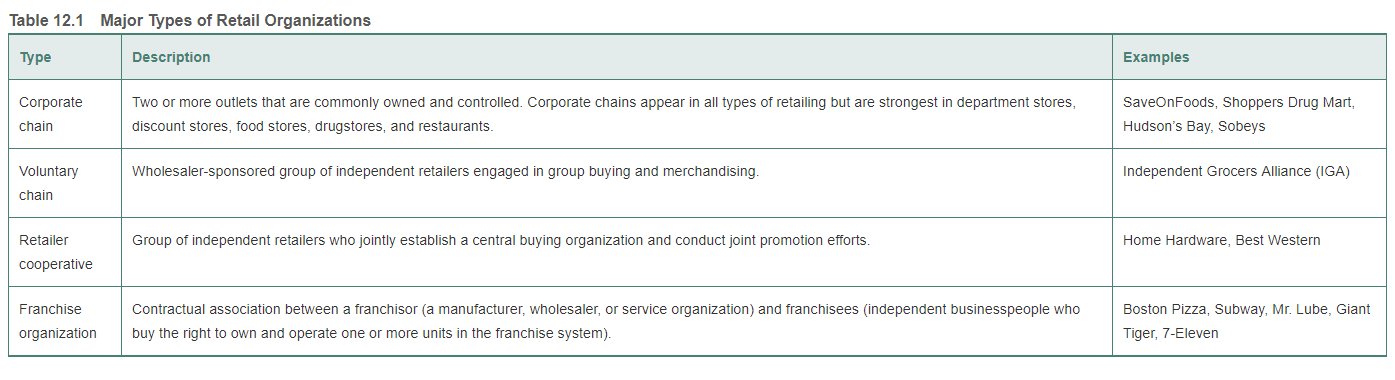 Table 12.1 Major Types of Retail Organizations
Type
Description
Examples
Corporate
chain
Two or more outlets that are commonly owned and controlled. Corporate chains appear in all types of retailing but are strongest in department stores,
discount stores, food stores, drugstores, and restaurants.
SaveOnFoods, Shoppers Drug Mart,
Hudson’s Bay, Sobeys
Voluntary
chain
Wholesaler-sponsored group of independent retailers engaged in group buying and merchandising.
Independent Grocers Alliance (IGA)
Retailer
cooperative
Group of independent retailers who jointly establish a central buying organization and conduct joint promotion efforts.
Home Hardware, Best Western
Franchise
organization
Contractual association between a franchisor (a manufacturer, wholesaler, or service organization) and franchisees (independent businesspeople who
buy the right to own and operate one or more units in the franchise system).
Boston Pizza, Subway, Mr. Lube, Giant
Tiger, 7-Eleven